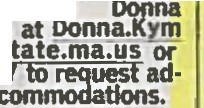 Donna
at Donna.Kym
tate.ma.us or
to request ad-
commodations.